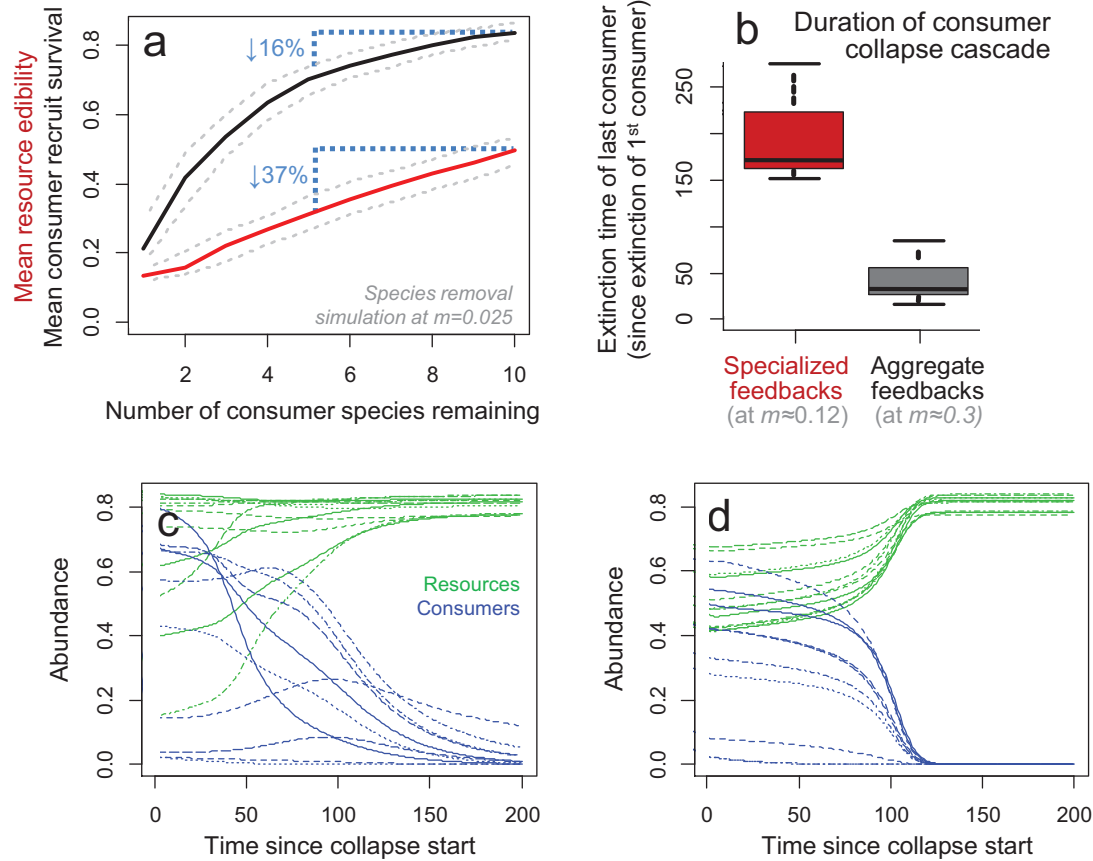 a
Mean resource edibility
Mean consumer recruit survival
0.0
0.2
0.4
0.6
0.8
↓16%
↓37%
Species removal
simulation at m=0.025
2
4
6
8
10
Number of consumer species remaining
b
Duration of consumer
collapse cascade
Extinction time of last consumer
(since extinction of 1st consumer)
0
50
150
250
Specialized
feedbacks
(at m≈0.12)
Aggregate
feedbacks
(at m≈0.3)
c
Abundance
0.0
0.2
0.4
0.6
0.8
Resources
Consumers
0
50
100
150
200
Time since collapse start
d
Abundance
0.0
0.2
0.4
0.6
0.8
0
50
100
150
200
Time since collapse start